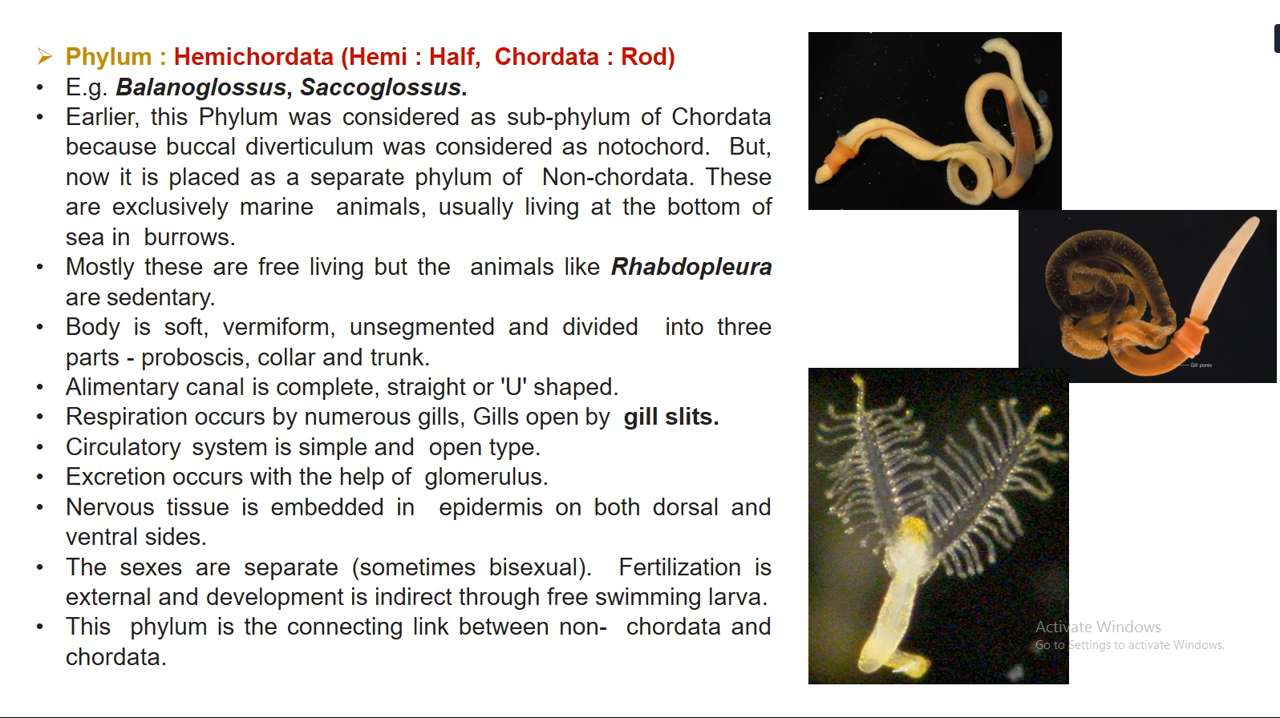 ➢ Phylum : Hemichordata (Hemi : Half, Chordata : Rod)
• E.g. Balanoglossus, Saccoglossus.
• Earlier, this Phylum was considered as sub-phylum of Chordata
because buccal diverticulum was considered as notochord. But,
now it is placed as a separate phylum of Non-chordata. These
are exclusively marine animals, usually living at the bottom of
sea in burrows.
• Mostly these are free living but the animals like Rhabdopleura
are sedentary.
• Body is soft, vermiform, unsegmented and divided into three
parts - proboscis, collar and trunk.
• Alimentary canal is complete, straight or 'U' shaped.
• Respiration occurs by numerous gills, Gills open by gill slits.
• Circulatory system is simple and open type.
• Excretion occurs with the help of glomerulus.
• Nervous tissue is embedded in epidermis on both dorsal and
ventral sides.
• The sexes are separate (sometimes bisexual). Fertilization is
external and development is indirect through free swimming larva.
• This phylum is the connecting link between non- chordata and
chordata.
Gill pores
Activate Windows
Go to Settings to activate Windows.